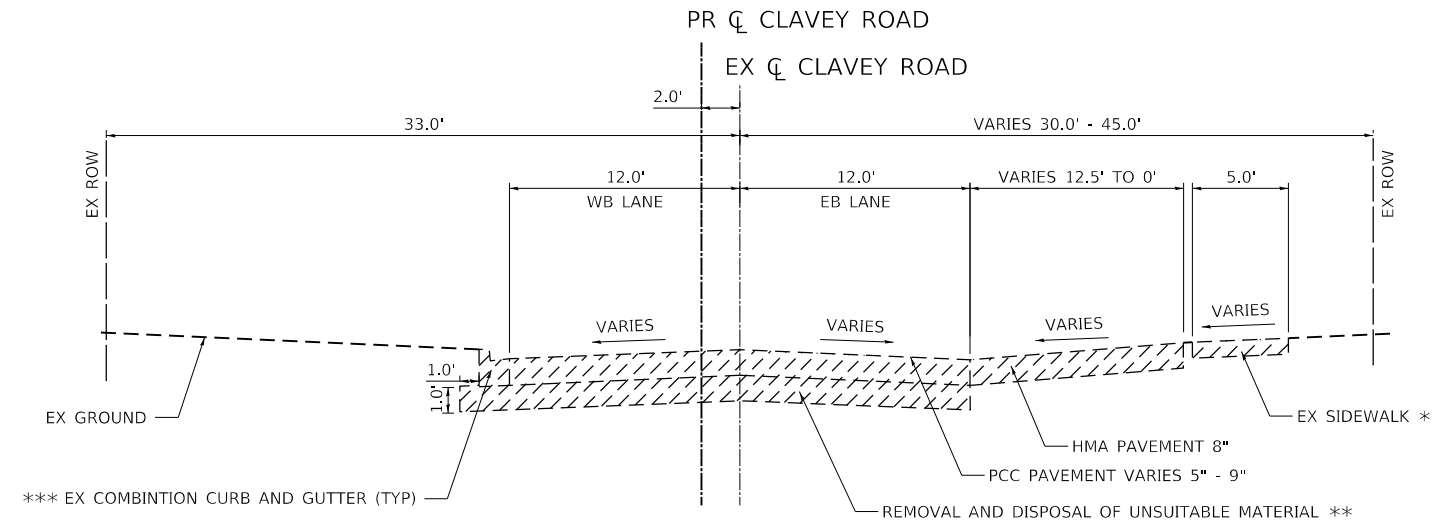 PR ℄ CLAVEY ROAD
EX ℄ CLAVEY ROAD
2.0'
33.0'
VARIES 30.0' - 45.0'
EX ROW
EX ROW
12.0'
12.0'
VARIES 12.5' TO 0'
5.0'
WB LANE
EB LANE
VARIES
VARIES
VARIES
VARIES
1.0'
1.0'
EX GROUND
EX SIDEWALK *
HMA PAVEMENT 8"
PCC PAVEMENT VARIES 5" - 9"
*** EX COMBINTION CURB AND GUTTER (TYP)
REMOVAL AND DISPOSAL OF UNSUITABLE MATERIAL **